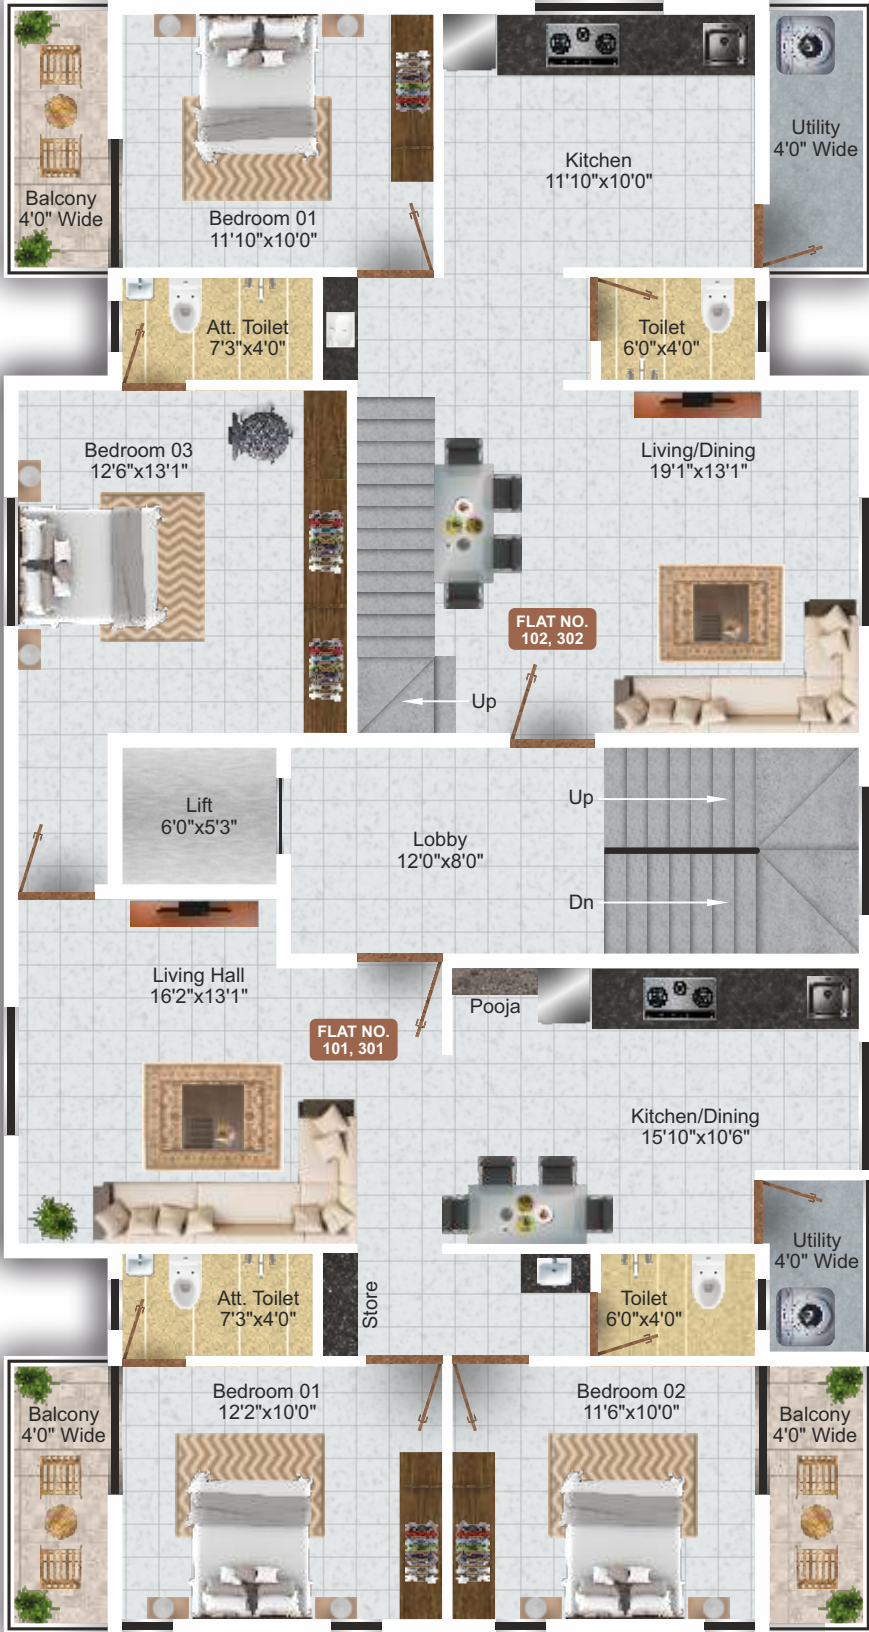 Balcony
4'0" Wide
Bedroom 01
11'10"x10'0"
Kitchen
11'10"x10'0"
Utility
4'0" Wide
Att. Toilet
7'3"x4'0"
Toilet
6'0"x4'0"
Bedroom 03
12'6"x13'1"
Living/Dining
19'1"x13'1"
FLAT NO.
102, 302
Up
Lift
6'0"x5'3"
Lobby
12'0"x8'0"
Up
Dn
Living Hall
16'2"x13'1"
FLAT NO.
101, 301
Pooja
Kitchen/Dining
15'10"x10'6"
Utility
4'0" Wide
Att. Toilet
7'3"x4'0"
Store
Toilet
6'0"x4'0"
Balcony
4'0" Wide
Bedroom 01
12'2"x10'0"
Bedroom 02
11'6"x10'0"
Balcony
4'0" Wide